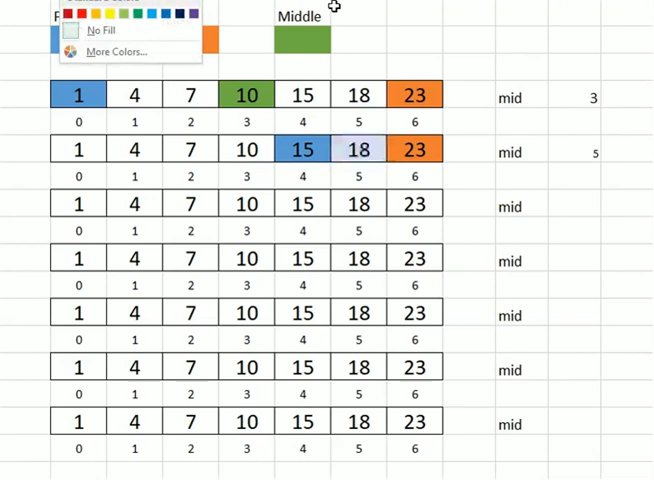 Middle
No Fill
More Colors...
1 4 7 10 15 18 23 mid 3
0 1 2 3 4 5 6
1 4 7 10 15 18 23 mid 5
0 1 2 3 4 5 6
1 4 7 10 15 18 23 mid
0 1 2 3 4 5 6
1 4 7 10 15 18 23 mid
0 1 2 3 4 5 6
1 4 7 10 15 18 23 mid
0 1 2 3 4 5 6
1 4 7 10 15 18 23 mid
0 1 2 3 4 5 6
1 4 7 10 15 18 23 mid
0 1 2 3 4 5 6